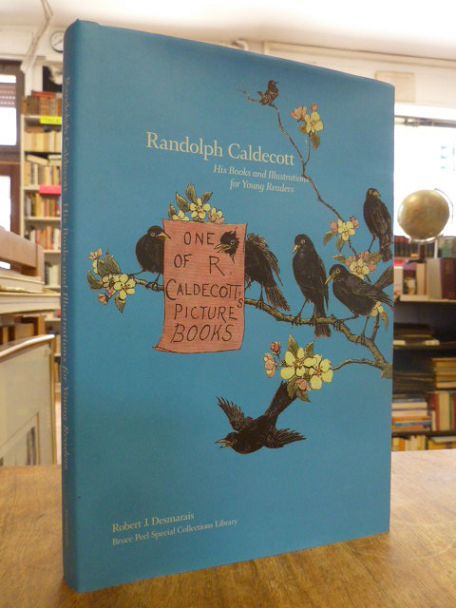 Randolph Caldecott
His Books and Illustrations
for Young Readers
ONE
OF R.
CALDECOTT'S
PICTURE
BOOKS
Robert J. Desmarais
Bruce Peel Special Collections Library